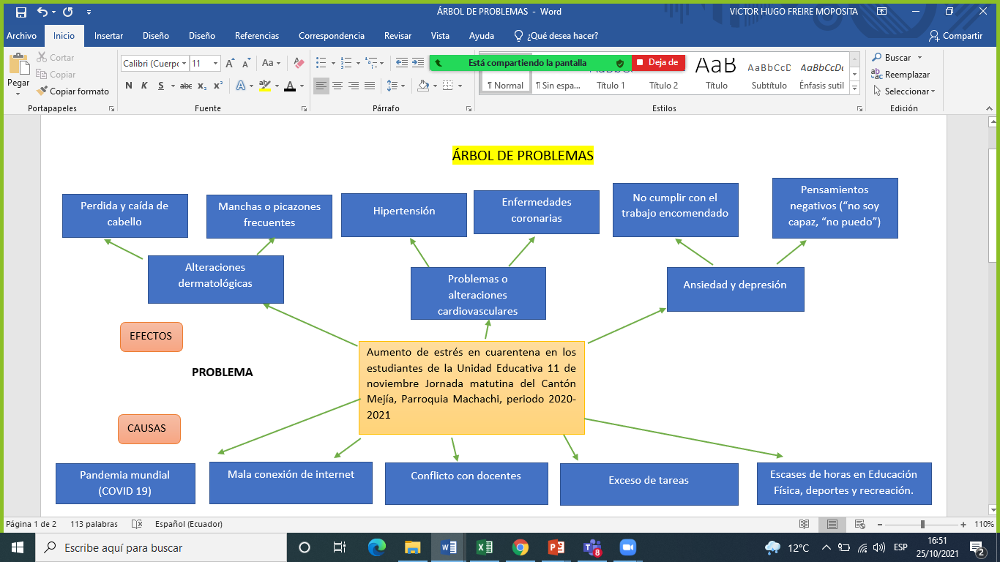 ÁRBOL DE PROBLEMAS - Word
VICTOR HUGO FREIRE MOPOSITA
Archivo Inicio Insertar Diseño Diseño Referencias Correspondencia Revisar Vista Ayuda ¿Qué desea hacer? Compartir
Pegar
Cortar
Copiar
Copiar formato
Portapapeles
Calibri (Cuerpo 11
N K S abc x₂ x²
Fuente
Párrafo
Está compartiendo la pantalla
Deja de
¶ Normal
¶ Sin espa...
Título 1
Título 2
AaB
Título
AaBbCcD
Subtítulo
AaBbCcDc
Énfasis sutil
Estilos
Buscar
Reemplazar
Seleccionar
Edición
ÁRBOL DE PROBLEMAS
Perdida y caída de
cabello
Manchas o picazones
frecuentes
Hipertensión
Enfermedades
coronarias
No cumplir con el
trabajo encomendado
Pensamientos
negativos (“no soy
capaz, “no puedo”)
Alteraciones
dermatológicas
Problemas o
alteraciones
cardiovasculares
Ansiedad y depresión
EFECTOS
PROBLEMA
Aumento de estrés en cuarentena en los
estudiantes de la Unidad Educativa 11 de
noviembre Jornada matutina del Cantón
Mejía, Parroquia Machachi, periodo 2020-
2021
CAUSAS
Pandemia mundial
(COVID 19)
Mala conexión de internet
Conflicto con docentes
Exceso de tareas
Escases de horas en Educación
Física, deportes y recreación.
Página 1 de 2 113 palabras Español (Ecuador) 110%
Escribe aquí para buscar
8
12°C
ESP
16:51
25/10/2021
2